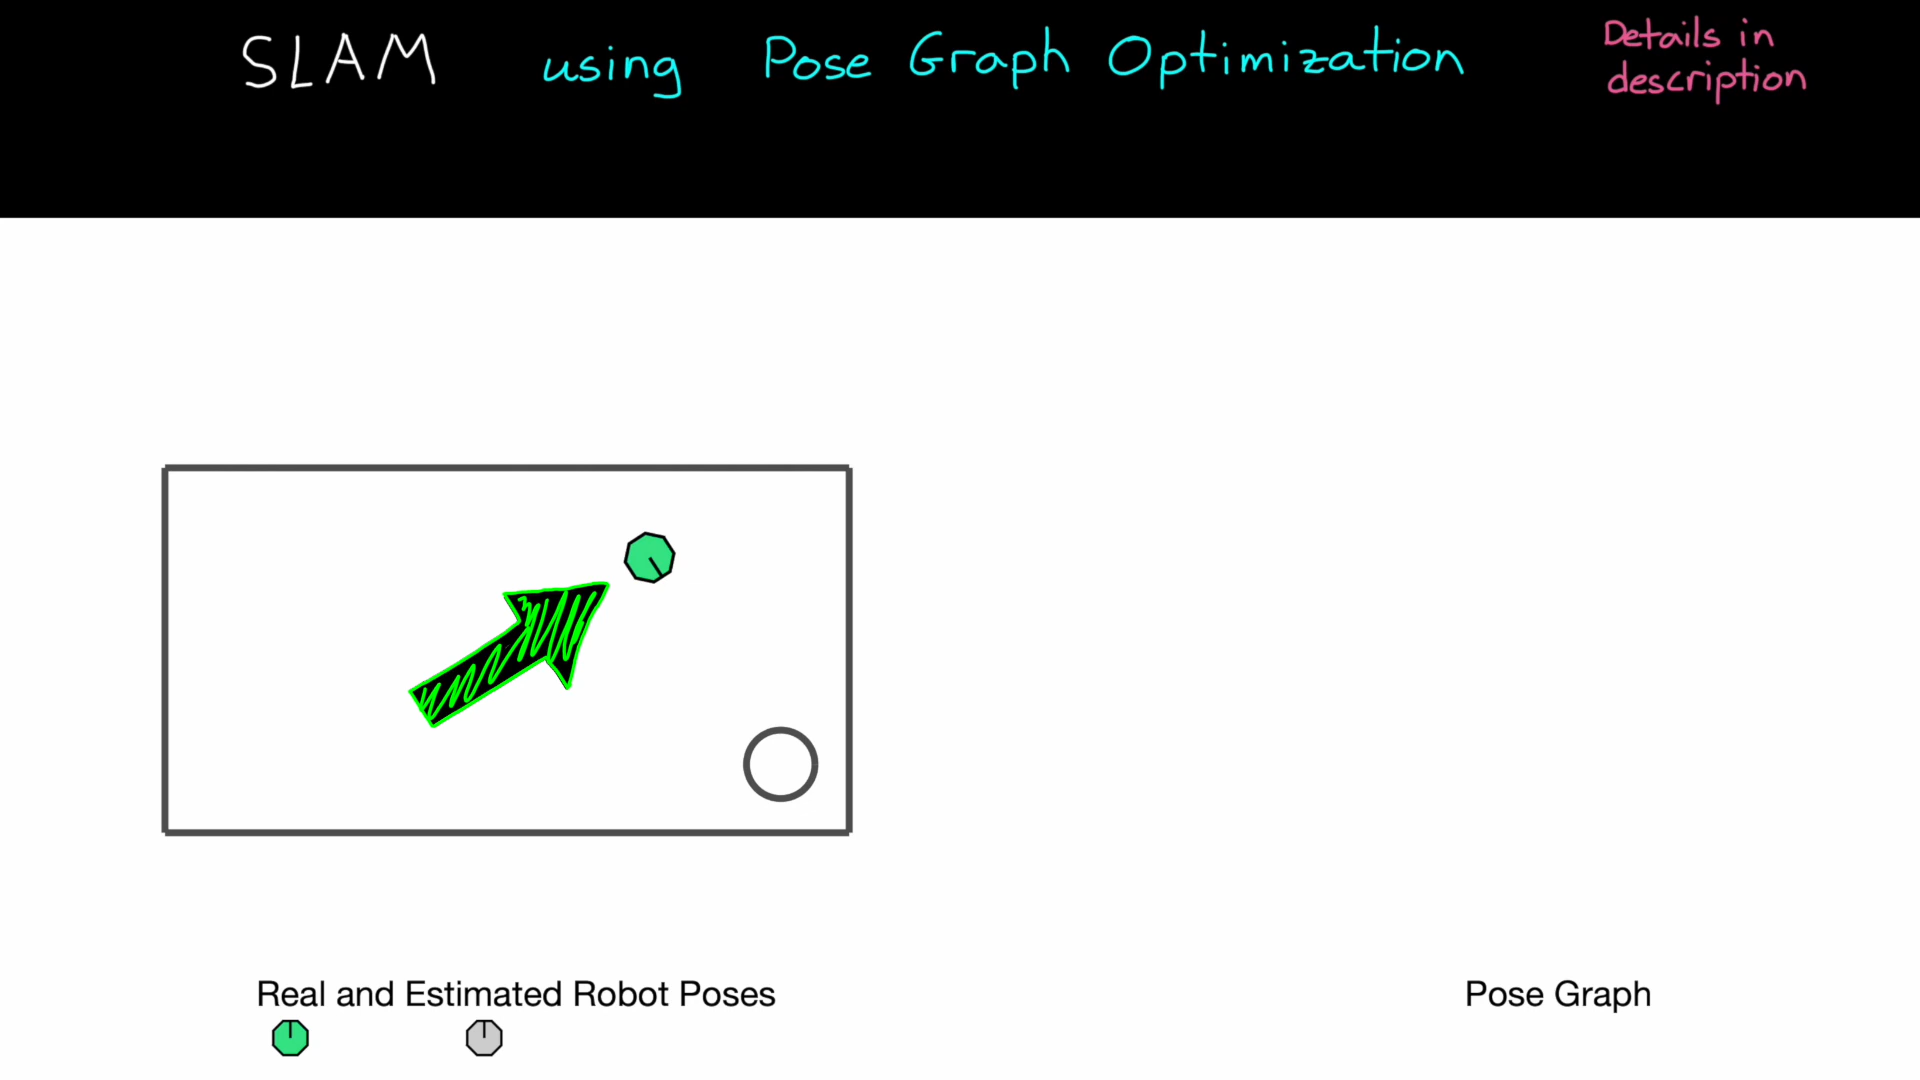 SLAM using Pose Graph Optimization
Details in
description
Real and Estimated Robot Poses
Pose Graph